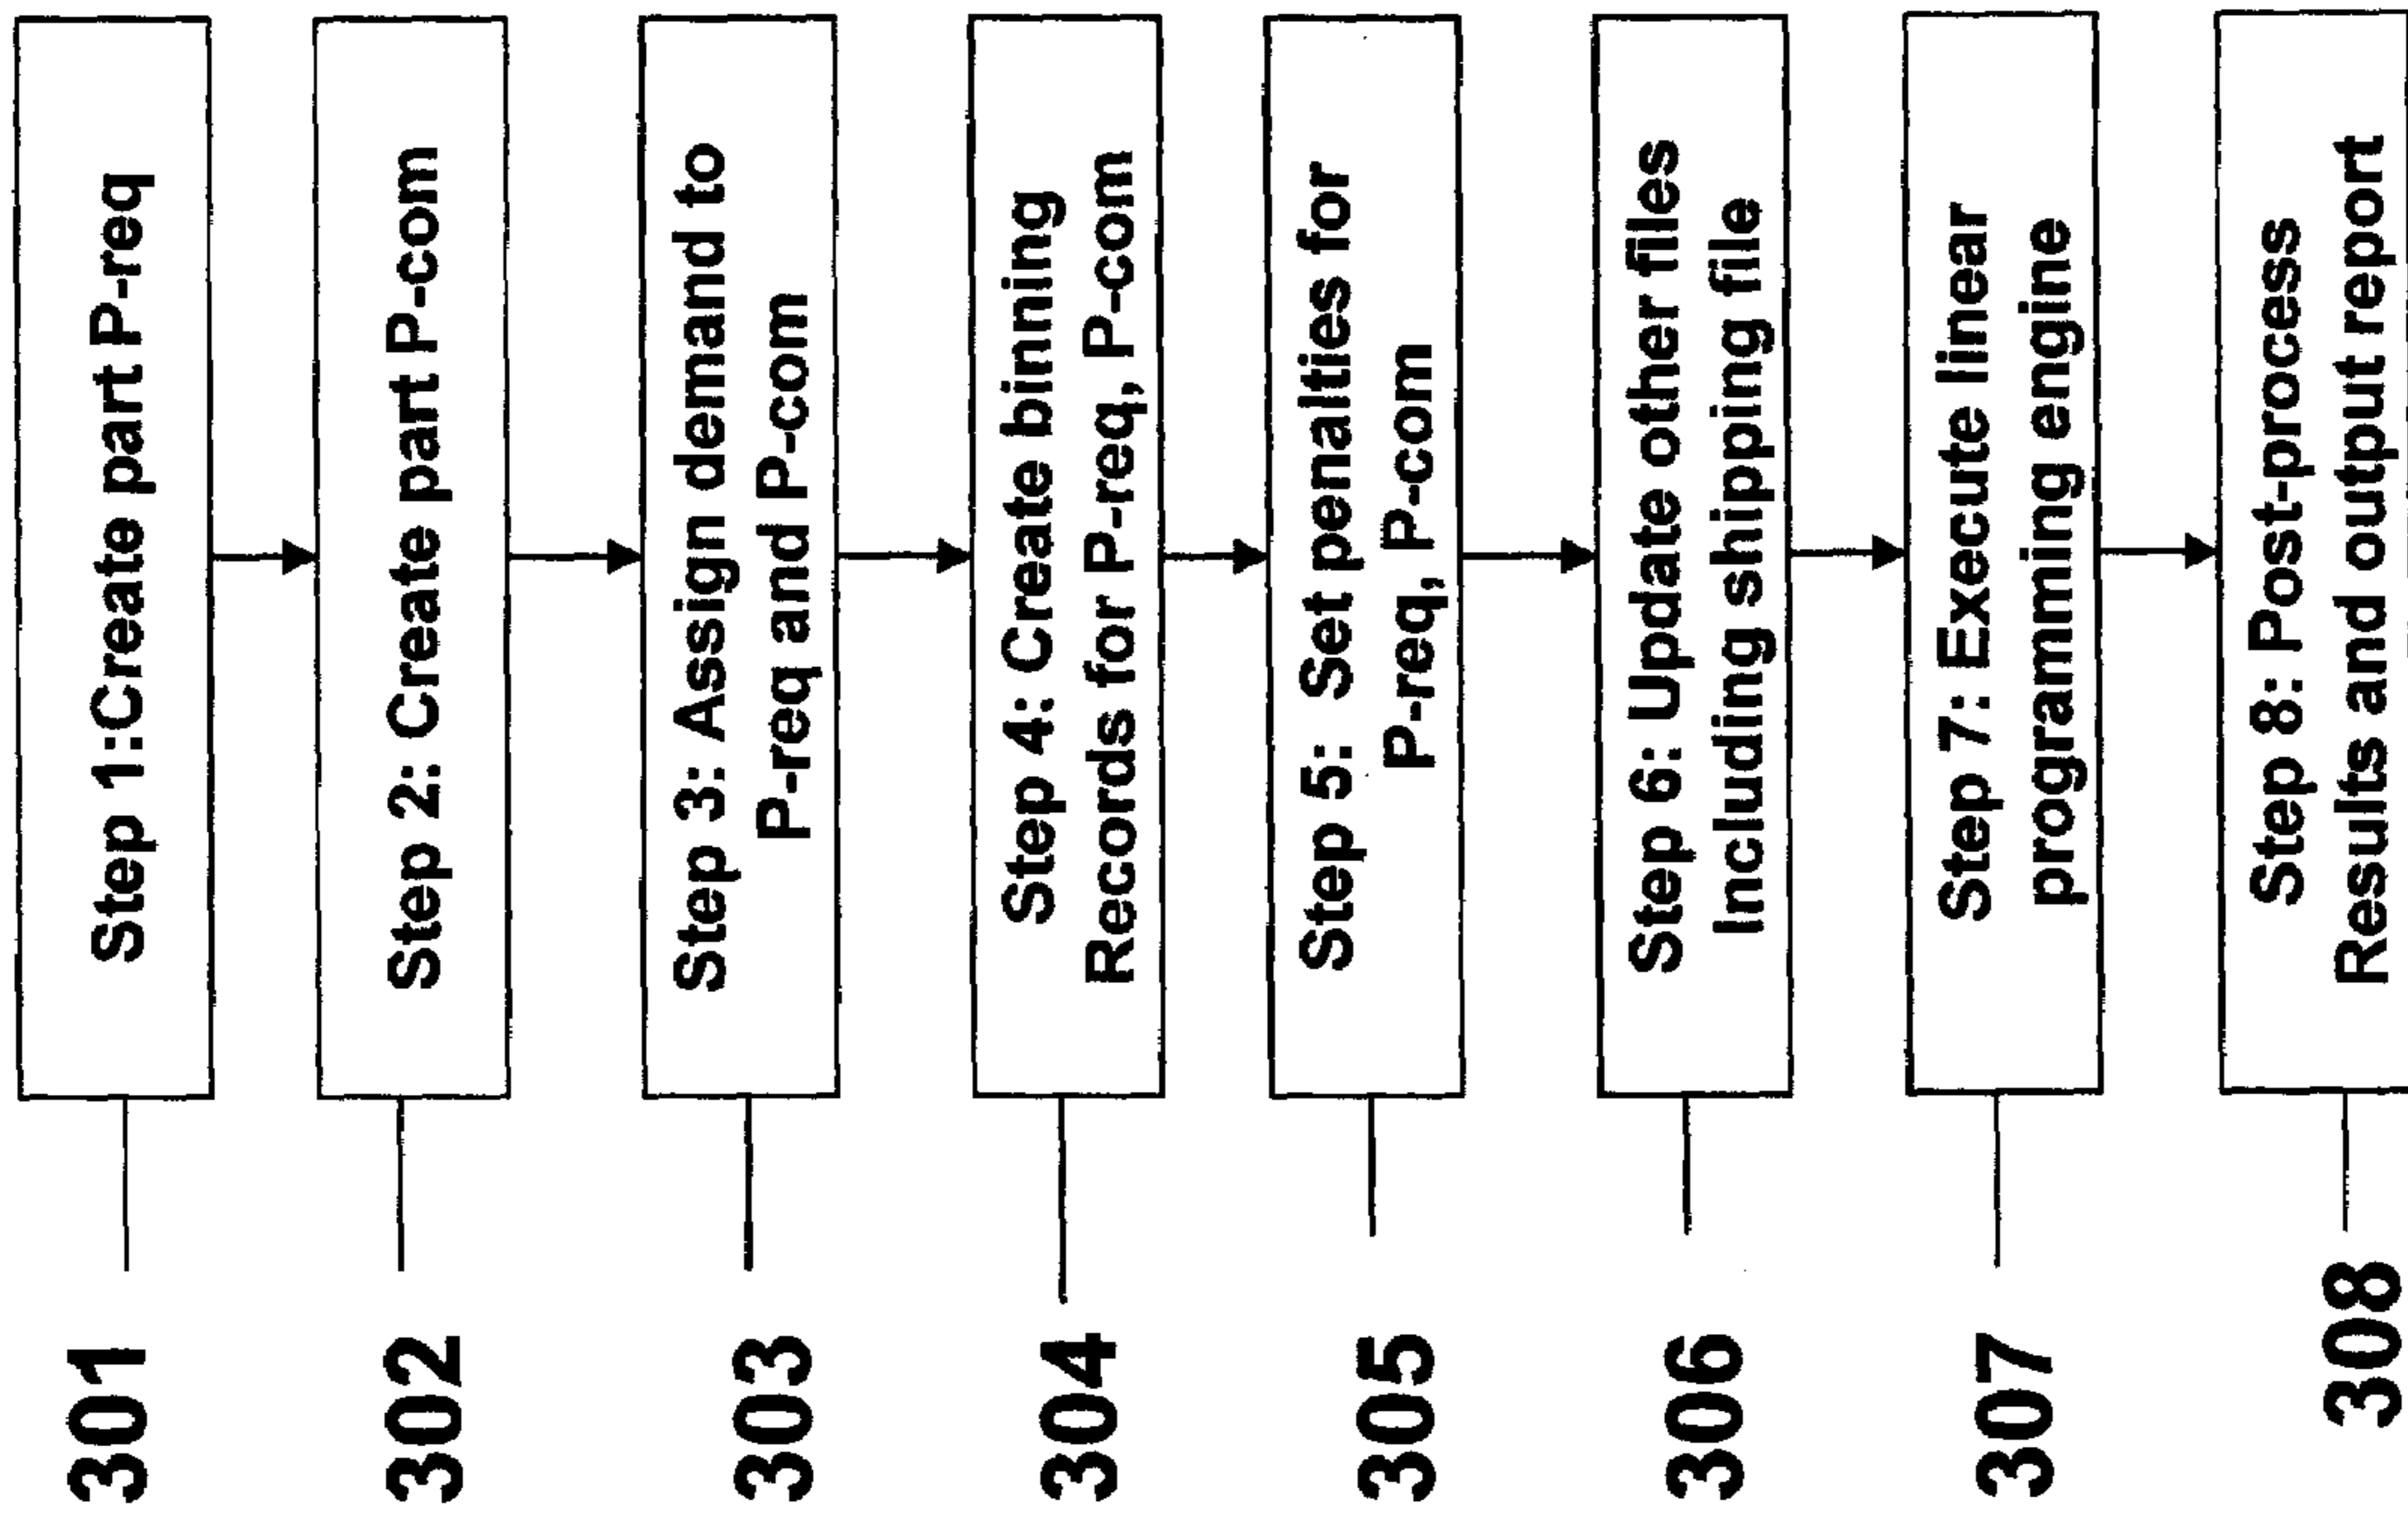 301
Step 1:Create part P-req
302
Step 2: Create part P-com
303
Step 3: Assign demand to
P-req and P-com
304
Step 4: Create binning
Records for P-req, P-com
305
Step 5: Set penalties for
P-req, P-com
306
Step 6: Update other files
Including shipping file
307
Step 7: Execute linear
programming engine
308
Step 8: Post-process
Results and output report